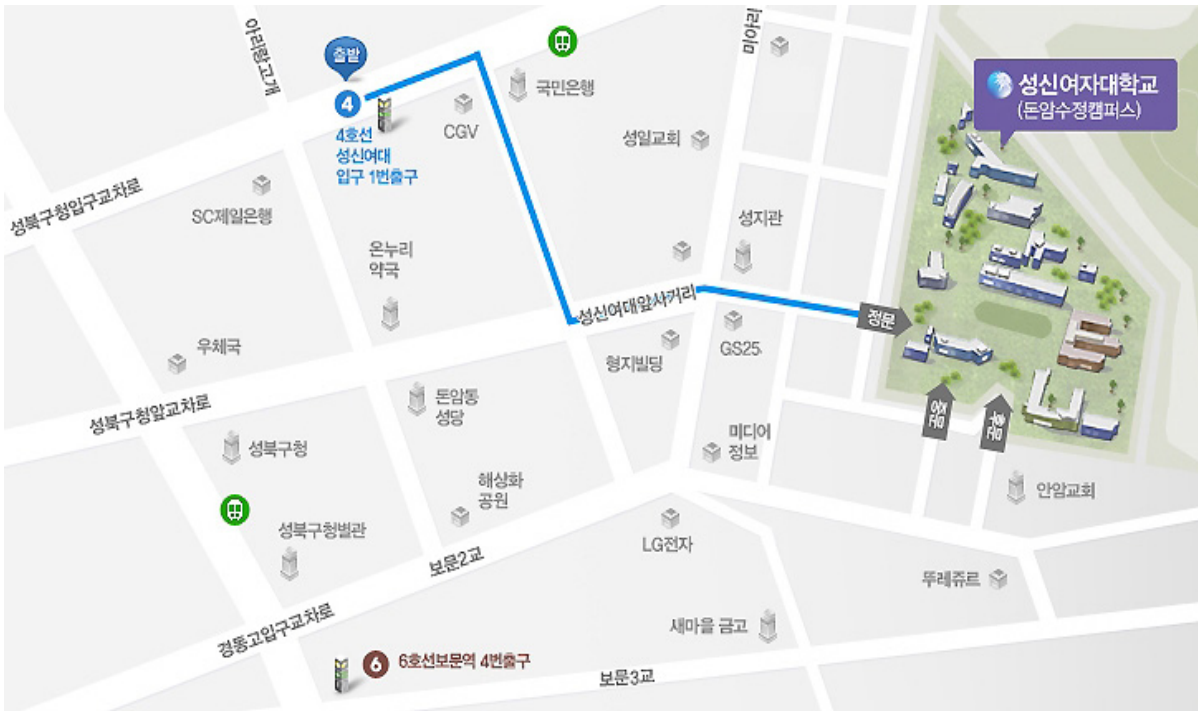 아리랑고개
출발
4
4호선
성신여대
입구 1번출구
CGV
국민은행
미아리
성신여자대학교
(돈암수정캠퍼스)
성북구청입구교차로
SC제일은행
성일교회
성지관
온누리
약국
성신여대앞사거리
정문
우체국
형지빌딩
GS25
성북구청앞교차로
돈암동
성당
성북구청
미디어
정보
중문
후문
해상화
공원
안암교회
성북구청별관
보문2교
LG전자
뚜레쥬르
경동고입구교차로
새마을 금고
6
6호선보문역 4번출구
보문3교